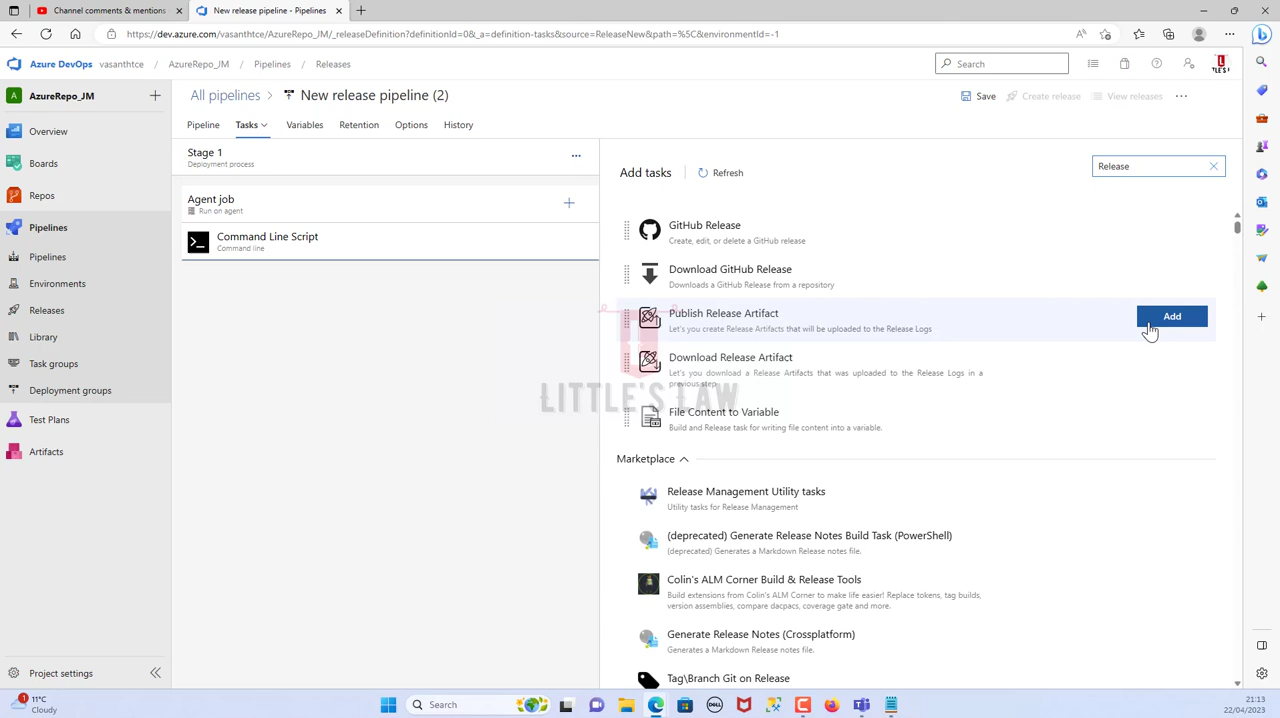 Channel comments & mentions
New release pipeline - Pipelines
https://dev.azure.com/vasanthtce/AzureRepo_JM/_releaseDefinition?definitionId=0&_a=definition-tasks&source=ReleaseNew&path=%5C&environmentId=-1
Azure DevOps vasanthtce / AzureRepo_JM / Pipelines / Releases
Search
LITTLE'S
A AzureRepo_JM
Overview
Boards
Repos
Pipelines
Pipelines
Environments
Releases
Library
Task groups
Deployment groups
Test Plans
Artifacts
Project settings
All pipelines > New release pipeline (2)
Save Create release View releases ...
Pipeline Tasks Variables Retention Options History
Stage 1
Deployment process
Agent job
Run on agent
Command Line Script
Command line
Add tasks Refresh
Release
GitHub Release
Create, edit, or delete a GitHub release
Download GitHub Release
Downloads a GitHub Release from a repository
Publish Release Artifact
Let's you create Release Artifacts that will be uploaded to the Release Logs
Add
Download Release Artifact
Let's you download a Release Artifacts that was uploaded to the Release Logs in a
previous step
LITTLE'S LAW
File Content to Variable
Build and Release task for writing file content into a variable.
Marketplace
Release Management Utility tasks
Utility tasks for Release Management
(deprecated) Generate Release Notes Build Task (PowerShell)
(deprecated) Generates a Markdown Release notes file.
Colin's ALM Corner Build & Release Tools
Build extensions from Colin's ALM Corner to make life easier! Replace tokens, tag builds,
version assemblies, compare dacpacs, coverage gate and more.
Generate Release Notes (Crossplatform)
Generates a Markdown Release notes file.
Tag\Branch Git on Release
1
11°C
Cloudy
Search
DELL
21:13
22/04/2023